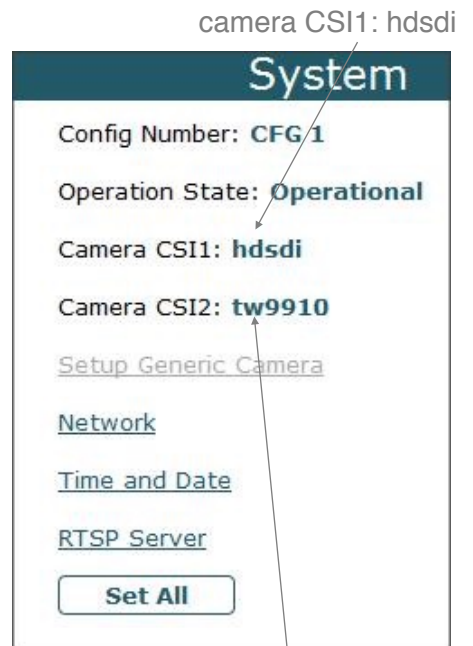 camera CSI1: hdsdi
System
Config Number: CFG 1
Operation State: Operational
Camera CSI1: hdsdi
Camera CSI2: tw9910
Setup Generic Camera
Network
Time and Date
RTSP Server
Set All